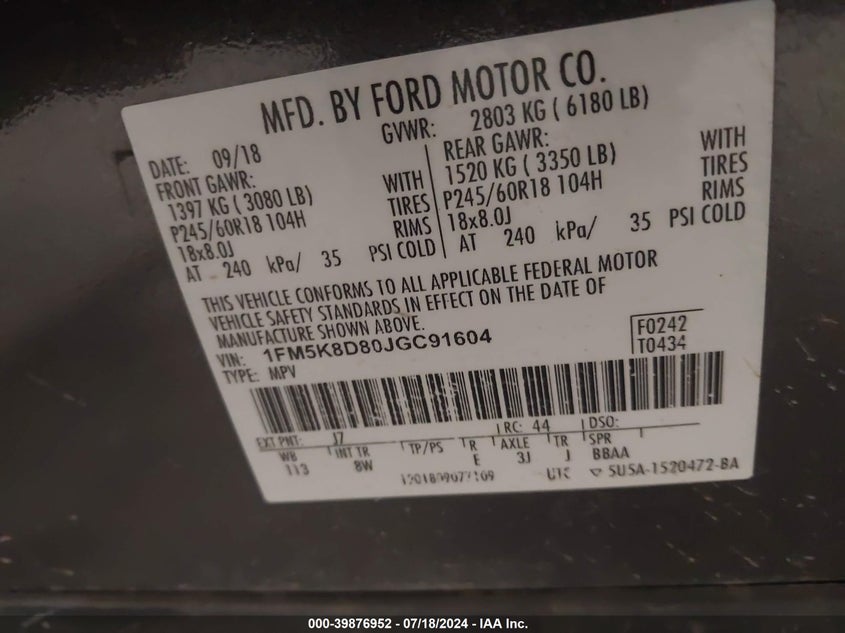 MFD. BY FORD MOTOR CO.
DATE: 09/18 GVWR: 2803 KG ( 6180 LB)
FRONT GAWR: REAR GAWR:
1397 KG ( 3080 LB) WITH 1520 KG ( 3350 LB) WITH
P245/60R18 104H TIRES P245/60R18 104H TIRES
18x8.0J RIMS 18x8.0J RIMS
AT 240 kPa/ 35 PSI COLD AT 240 kPa/ 35 PSI COLD
THIS VEHICLE CONFORMS TO ALL APPLICABLE FEDERAL MOTOR
VEHICLE SAFETY STANDARDS IN EFFECT ON THE DATE OF
MANUFACTURE SHOWN ABOVE.
VIN: 1FM5K8D80JGC91604 F0242
TYPE: MPV T0434
EXT PNT: J7 RC: 44 DSO:
WB INT TR TP/PS R AXLE TR SPR
113 8W E 3J J BBAA
5U5A-1520472-BA
000-39876952 - 07/18/2024 - IAA Inc.